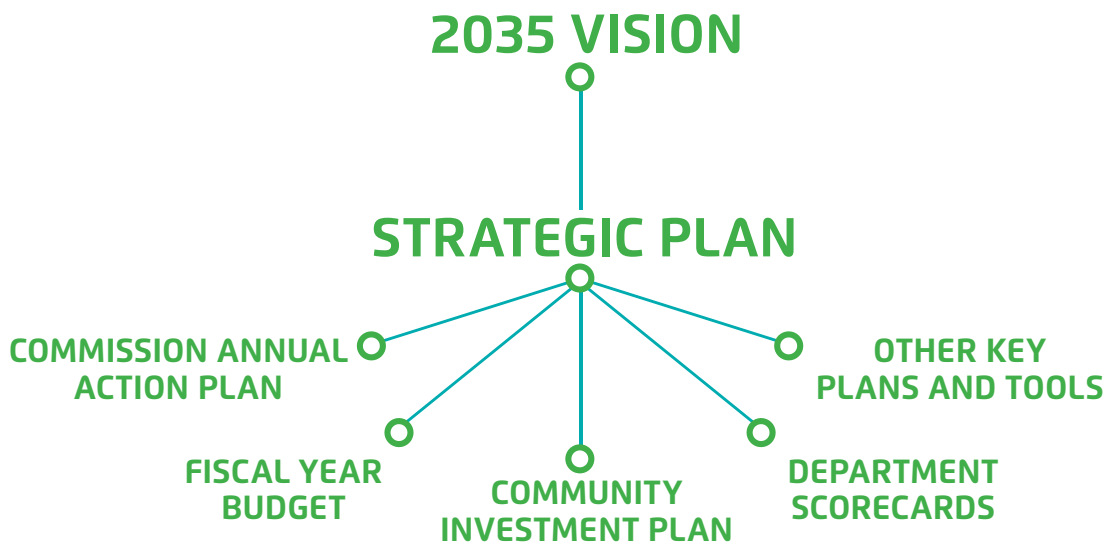 2035 VISION
STRATEGIC PLAN
COMMISSION ANNUAL
ACTION PLAN
FISCAL YEAR
BUDGET
COMMUNITY
INVESTMENT PLAN
DEPARTMENT
SCORECARDS
OTHER KEY
PLANS AND TOOLS